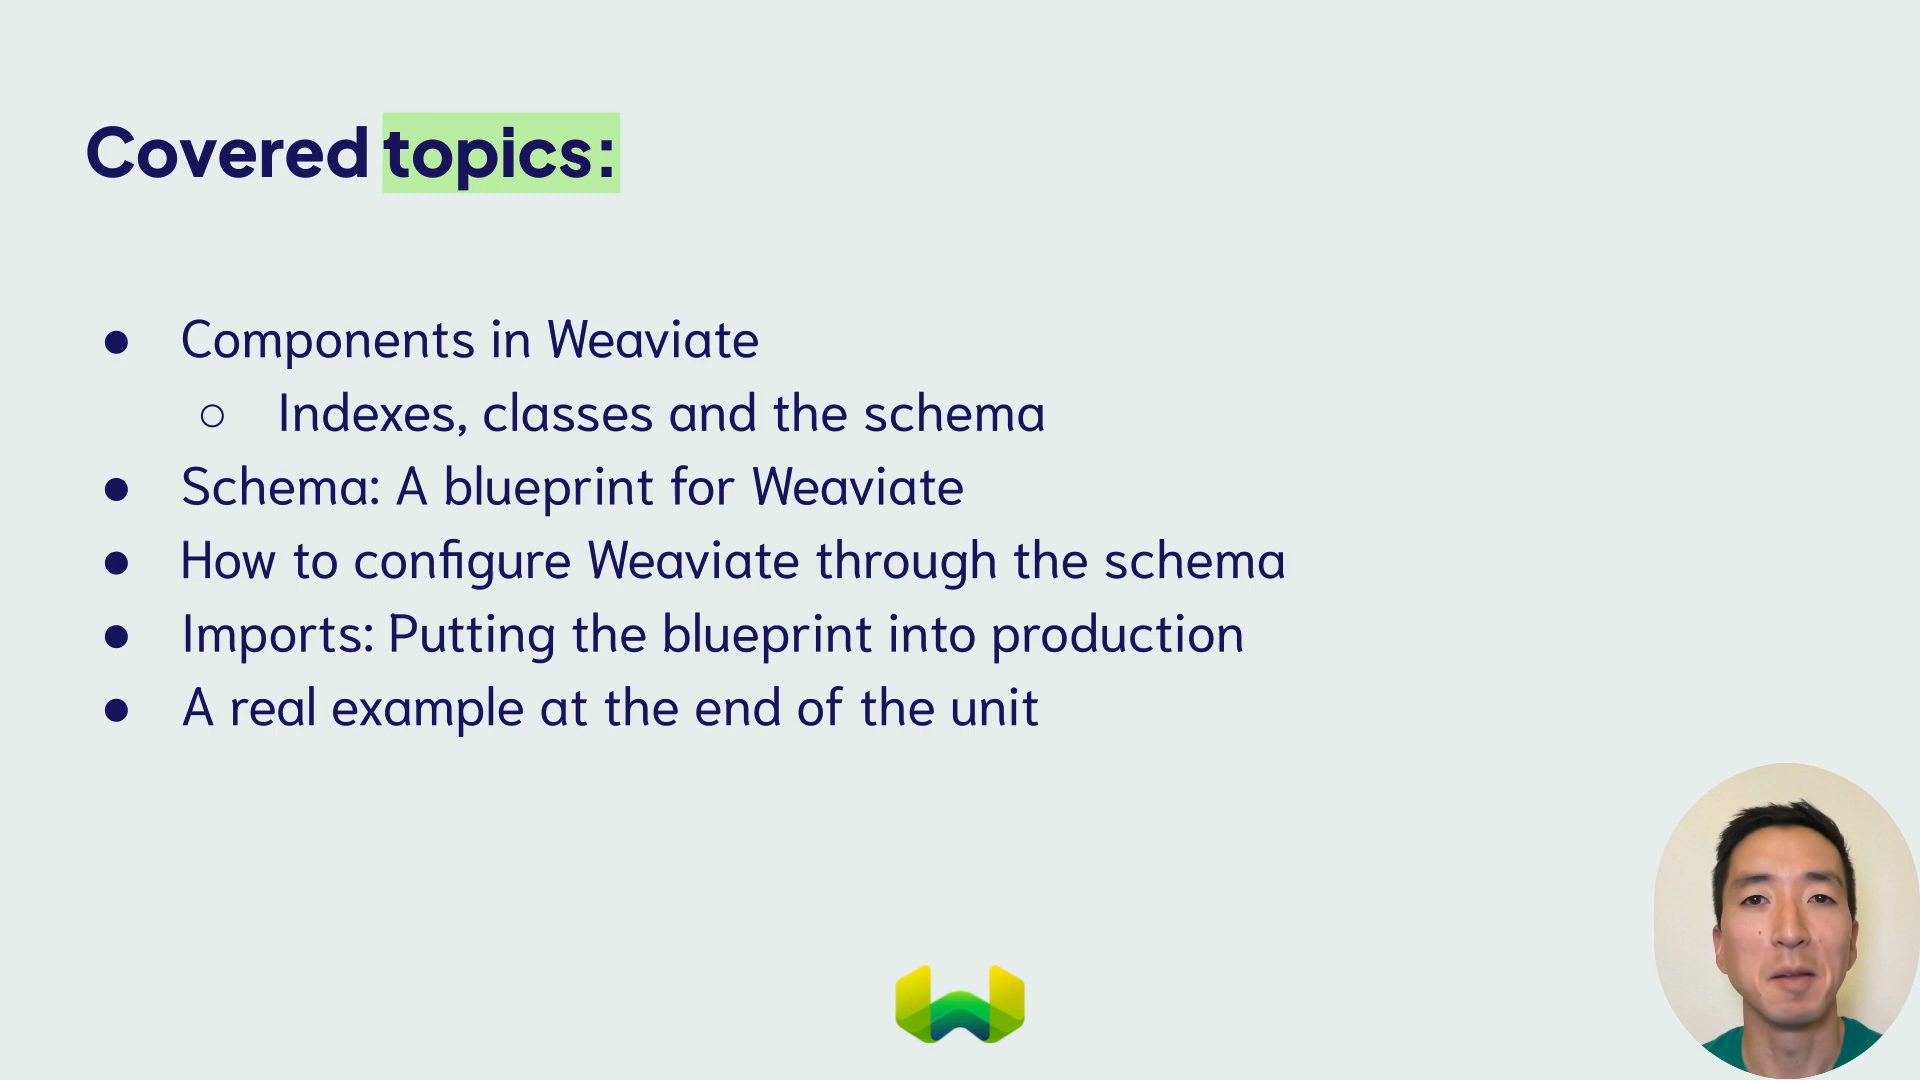 Covered topics:
● Components in Weaviate
○ Indexes, classes and the schema
● Schema: A blueprint for Weaviate
● How to configure Weaviate through the schema
● Imports: Putting the blueprint into production
● A real example at the end of the unit